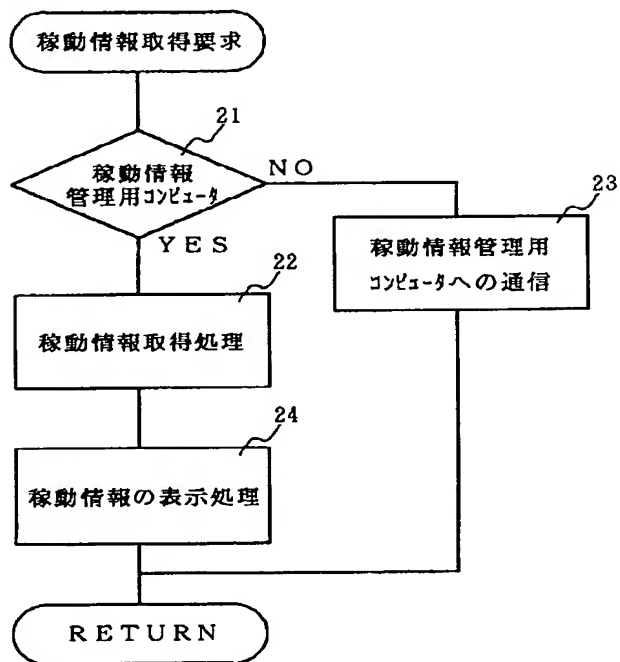 稼動情報取得要求
21
稼動情報
管理用コンピュータ
NO
YES
23
稼動情報管理用
コンピュータへの通信
22
稼動情報取得処理
24
稼動情報の表示処理
RETURN